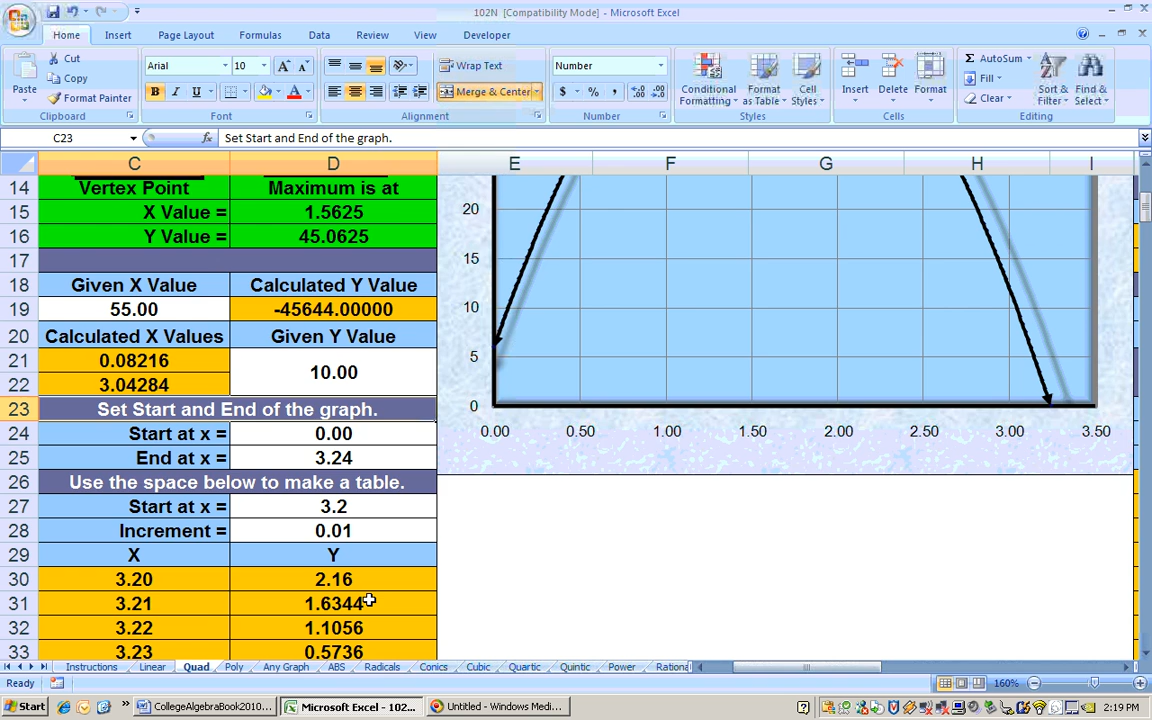 102N [Compatibility Mode] - Microsoft Excel
Home Insert Page Layout Formulas Data Review View Developer
Cut
Copy
Paste
Format Painter
Clipboard
Arial 10
B I U
Font
Wrap Text
Merge & Center
Alignment
Number
$ % ,
Number
Conditional Formatting
Format as Table
Cell Styles
Styles
Insert Delete Format
Cells
AutoSum
Fill
Clear
Sort & Filter
Find & Select
Editing
C23 fx Set Start and End of the graph.
C D E F G H I
14 Vertex Point Maximum is at
15 X Value = 1.5625
16 Y Value = 45.0625
17
18 Given X Value Calculated Y Value
19 55.00 -45644.00000
20 Calculated X Values Given Y Value
21 0.08216
10.00
22 3.04284
23 Set Start and End of the graph.
24 Start at x = 0.00
25 End at x = 3.24
26 Use the space below to make a table.
27 Start at x = 3.2
28 Increment = 0.01
29 X Y
30 3.20 2.16
31 3.21 1.6344
32 3.22 1.1056
33 3.23 0.5736
20
15
10
5
0
0.00 0.50 1.00 1.50 2.00 2.50 3.00 3.50
Instructions Linear Quad Poly Any Graph ABS Radicals Conics Cubic Quartic Quintic Power Rationa
Ready 160%
Start CollegeAlgebraBook2010... Microsoft Excel - 102... Untitled - Windows Medi... 2:19 PM